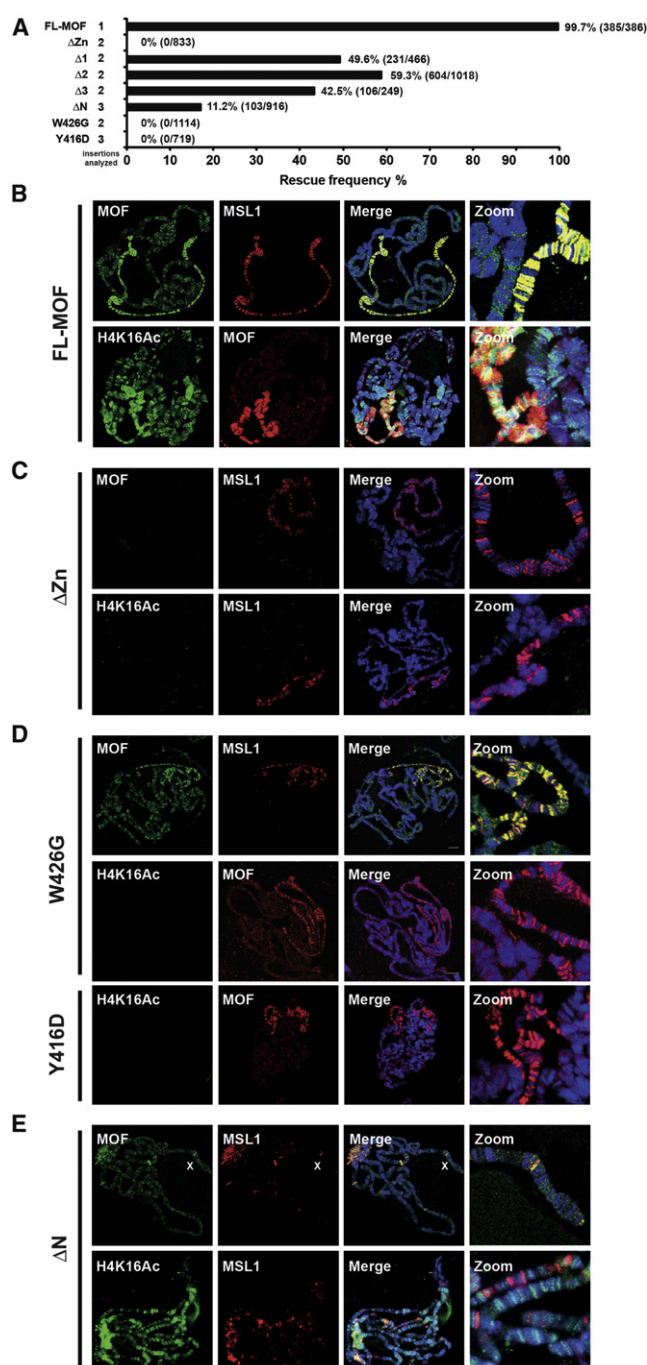 A
FL-MOF 1 99.7% (385/386)
ΔZn 2 0% (0/833)
Δ1 2 49.6% (231/466)
Δ2 2 59.3% (604/1018)
Δ3 2 42.5% (106/249)
ΔN 3 11.2% (103/916)
W426G 2 0% (0/1114)
Y416D 3 0% (0/719)
insertions analyzed 0 10 20 30 40 50 60 70 80 90 100
Rescue frequency %
B
FL-MOF
MOF MSL1 Merge Zoom
H4K16Ac MOF Merge Zoom
C
ΔZn
MOF MSL1 Merge Zoom
H4K16Ac MSL1 Merge Zoom
D
W426G
MOF MSL1 Merge Zoom
H4K16Ac MOF Merge Zoom
Y416D
H4K16Ac MOF Merge Zoom
E
ΔN
MOF MSL1 Merge Zoom
X X X
H4K16Ac MSL1 Merge Zoom